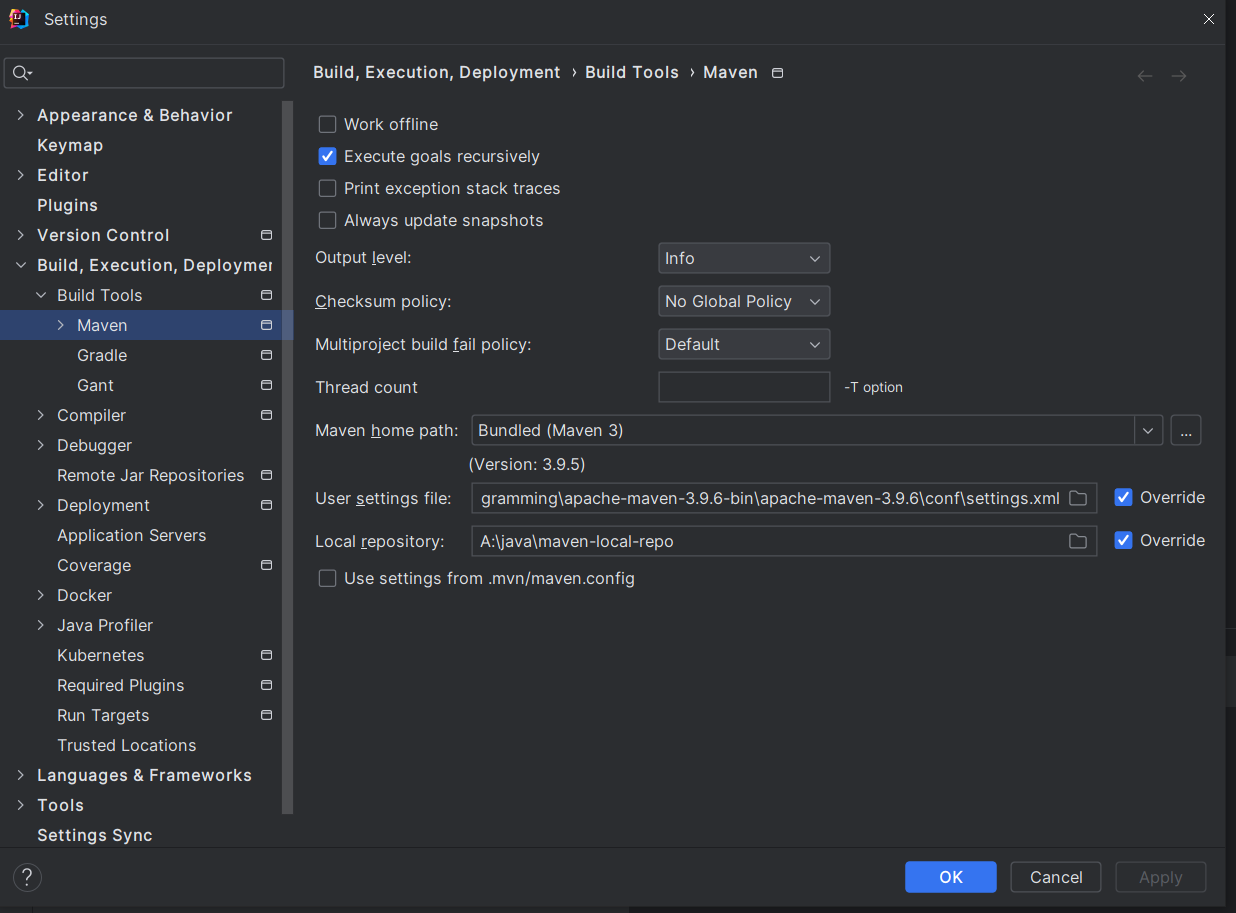 Settings
Build, Execution, Deployment › Build Tools › Maven
Appearance & Behavior
Keymap
Editor
Plugins
Version Control
Build, Execution, Deploymen
Build Tools
Maven
Gradle
Gant
Compiler
Debugger
Remote Jar Repositories
Deployment
Application Servers
Coverage
Docker
Java Profiler
Kubernetes
Required Plugins
Run Targets
Trusted Locations
Languages & Frameworks
Tools
Settings Sync
Work offline
Execute goals recursively
Print exception stack traces
Always update snapshots
Output level: Info
Checksum policy: No Global Policy
Multiproject build fail policy: Default
Thread count -T option
Maven home path: Bundled (Maven 3) ...
(Version: 3.9.5)
User settings file: gramming\apache-maven-3.9.6-bin\apache-maven-3.9.6\conf\settings.xml Override
Local repository: A:\java\maven-local-repo Override
Use settings from .mvn/maven.config
? OK Cancel Apply